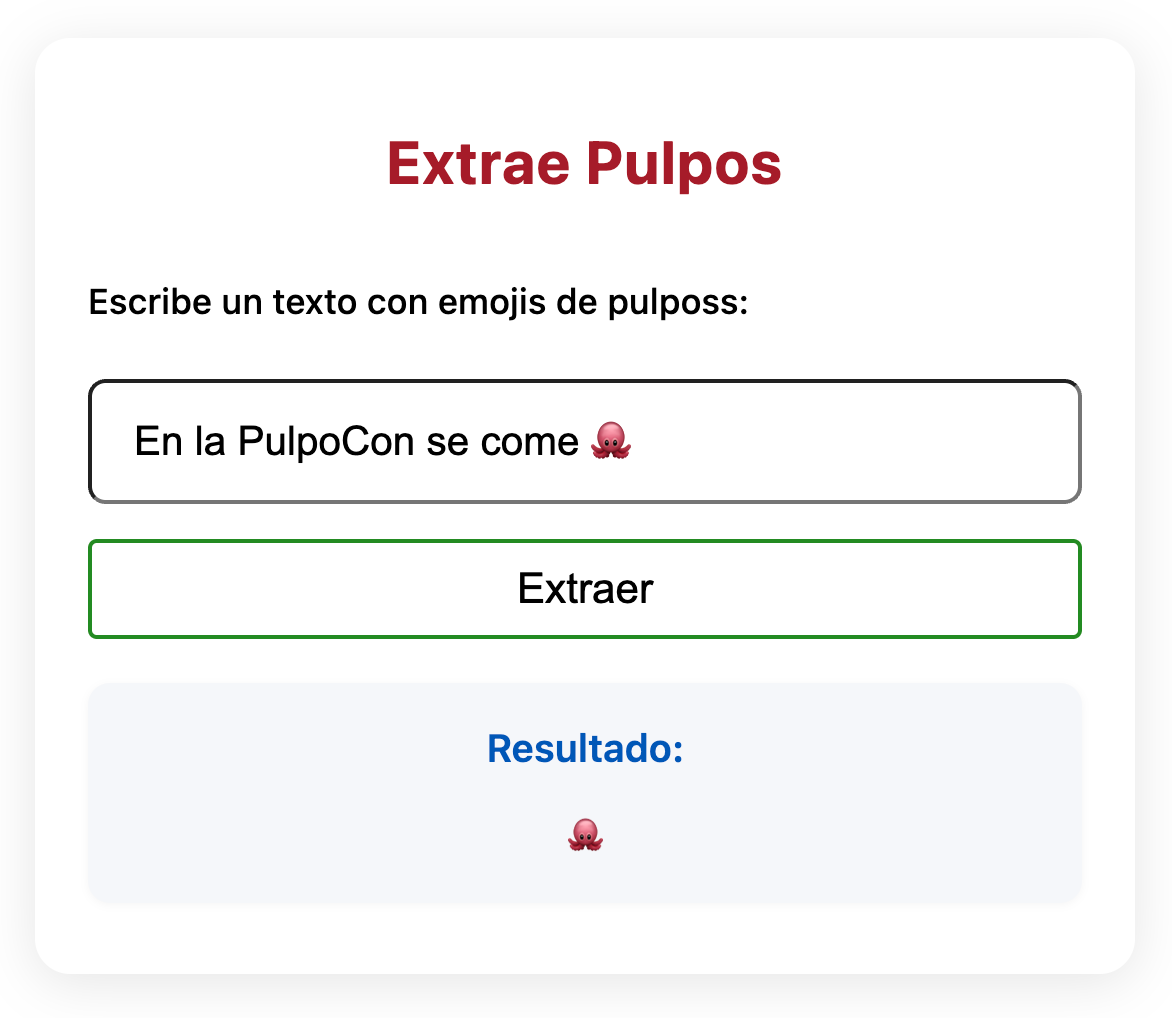 Extrae Pulpos
Escribe un texto con emojis de pulposs:
En la PulpoCon se come 🐙
Extraer
Resultado:
🐙